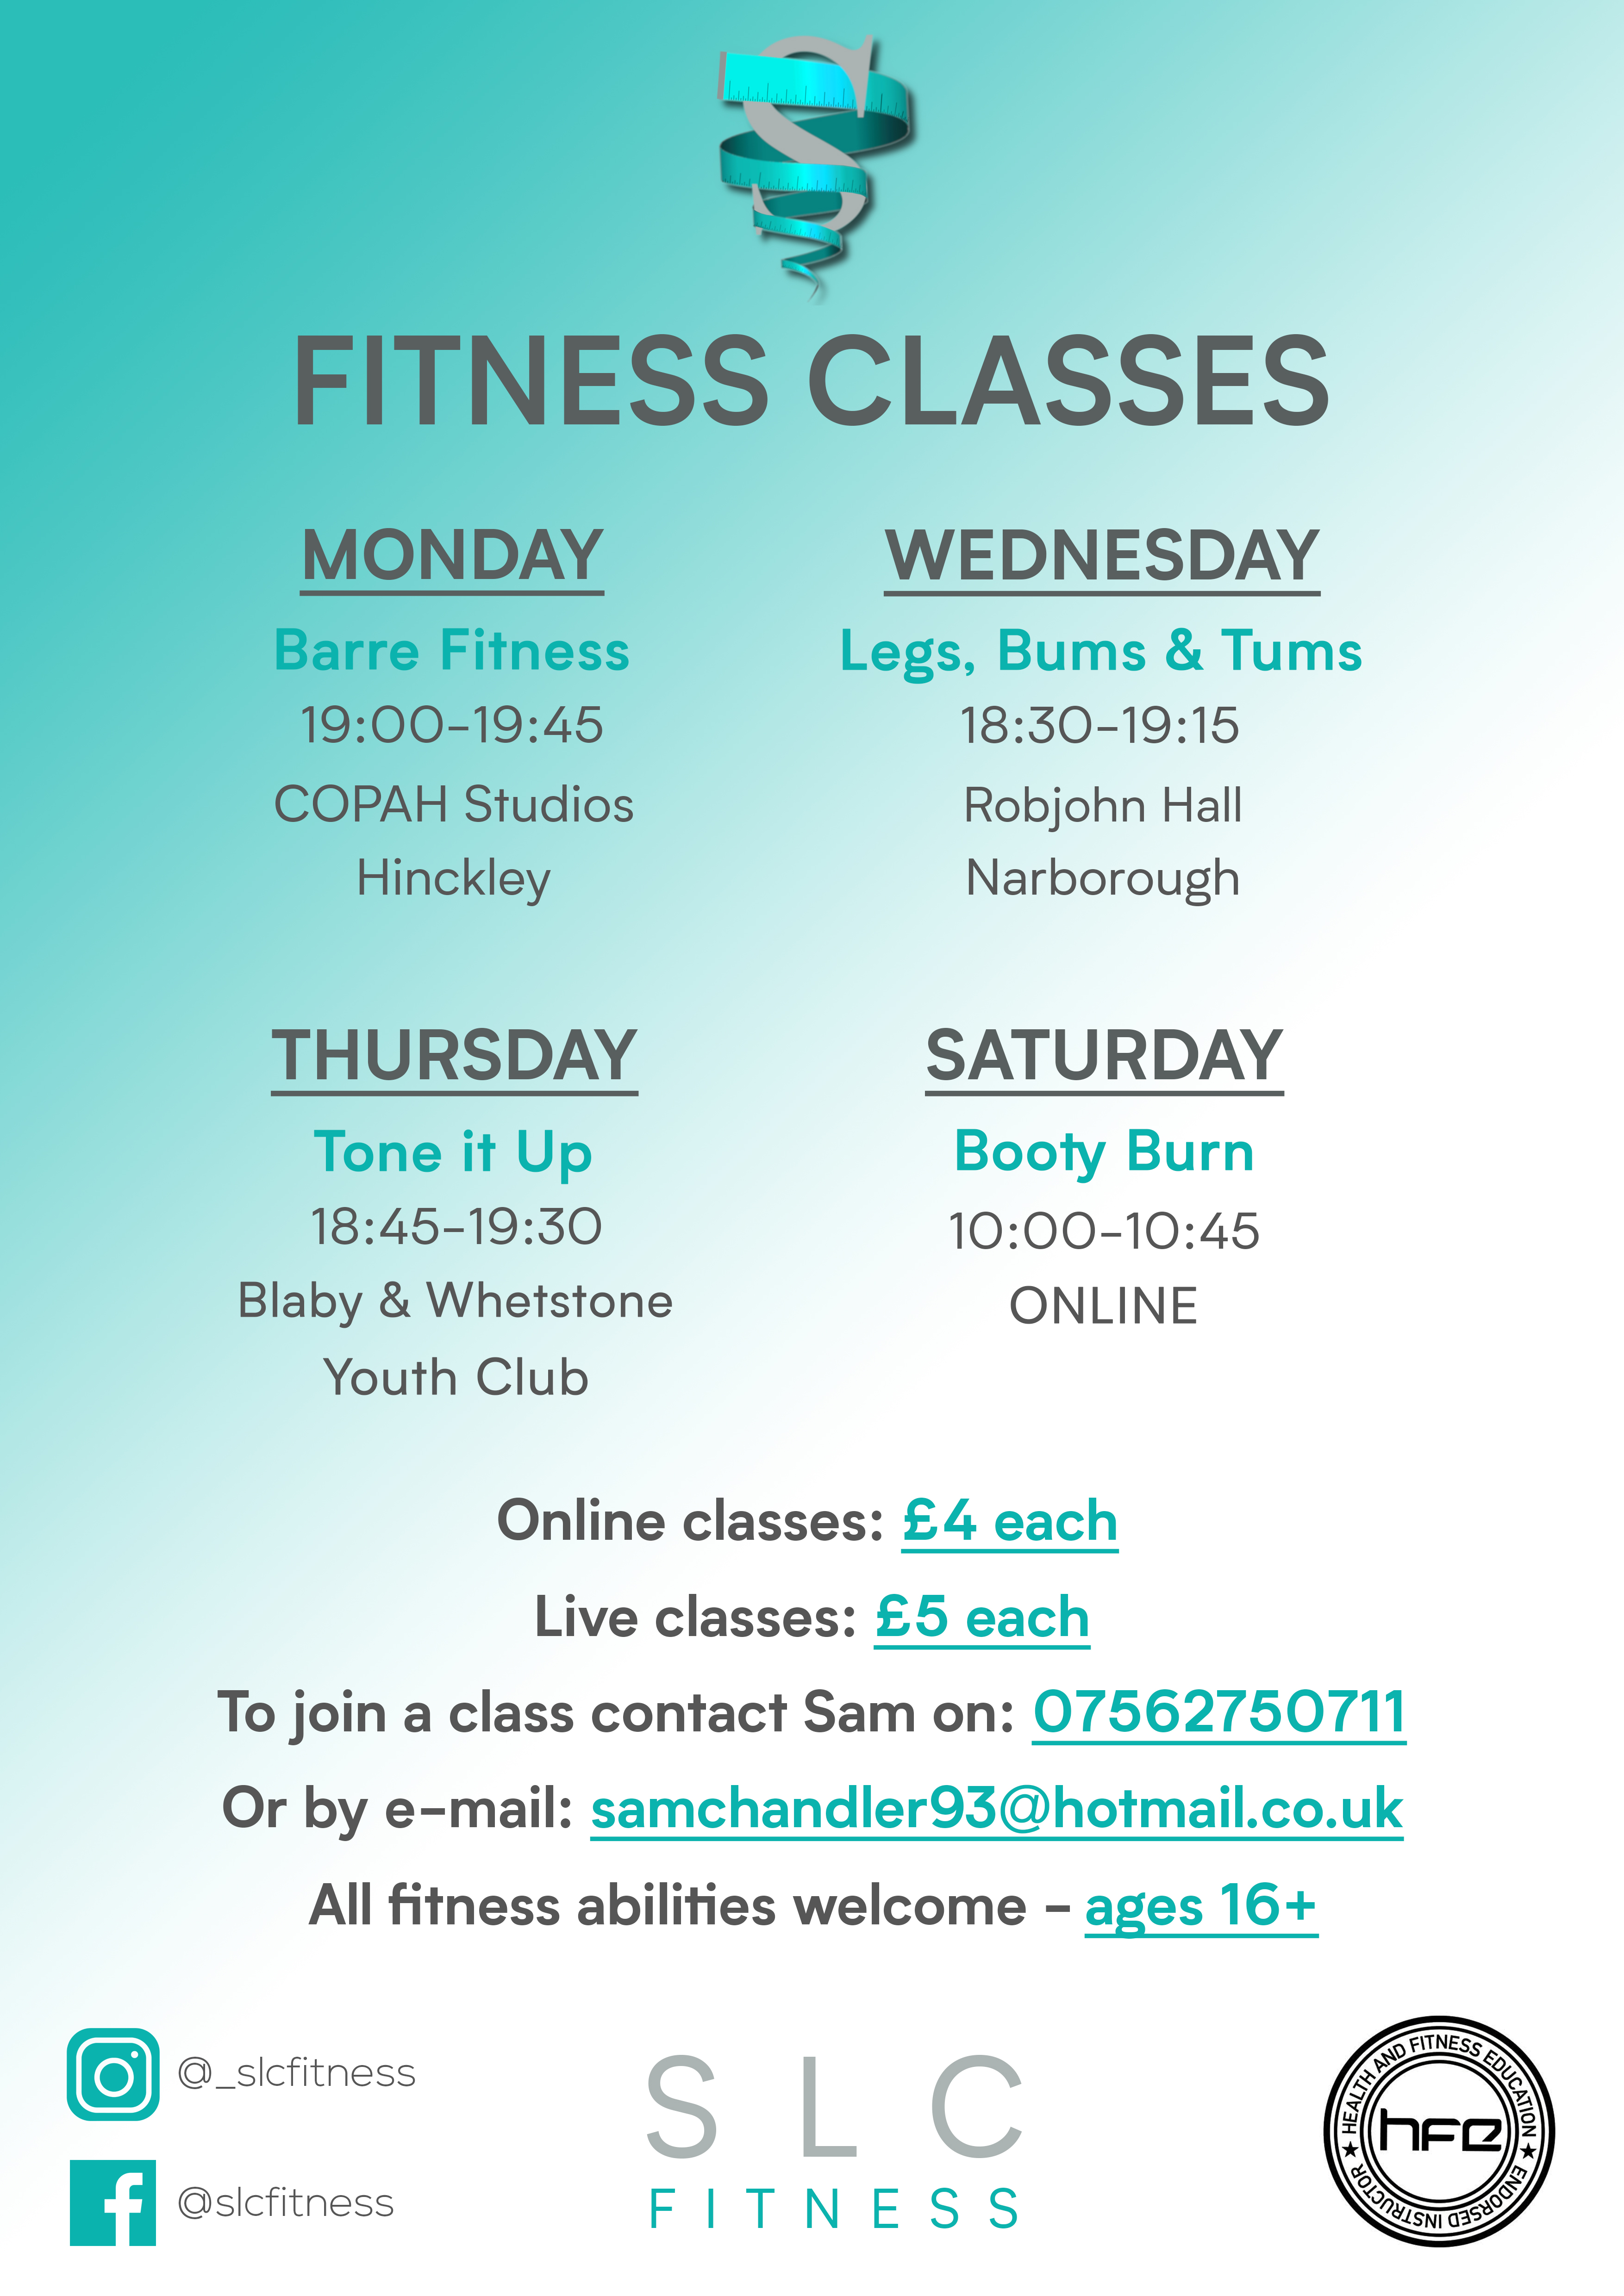 S
FITNESS CLASSES
MONDAY
Barre Fitness
19:00-19:45
COPAH Studios
Hinckley
WEDNESDAY
Legs, Bums & Tums
18:30-19:15
Robjohn Hall
Narborough
THURSDAY
Tone it Up
18:45-19:30
Blaby & Whetstone
Youth Club
SATURDAY
Booty Burn
10:00-10:45
ONLINE
Online classes: £4 each
Live classes: £5 each
To join a class contact Sam on: 07562750711
Or by e-mail: samchandler93@hotmail.co.uk
All fitness abilities welcome - ages 16+
@_slcfitness
@slcfitness
SLC
FITNESS
HEALTH AND FITNESS EDUCATION
hfe
ENDORSED INSTRUCTOR